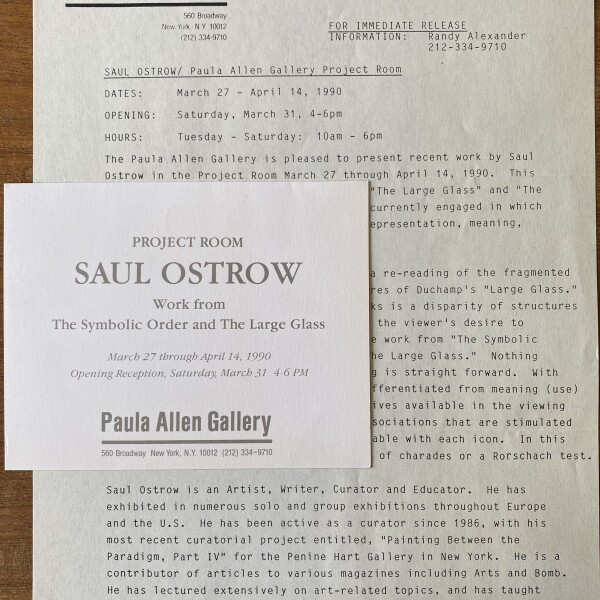 560 Broadway
New York, N.Y. 10012
(212) 334-9710
FOR IMMEDIATE RELEASE
INFORMATION: Randy Alexander
212-334-9710
SAUL OSTROW/ Paula Allen Gallery Project Room
DATES: March 27 - April 14, 1990
OPENING: Saturday, March 31, 4-6pm
HOURS: Tuesday - Saturday: 10am - 6pm
The Paula Allen Gallery is pleased to present recent work by Saul
Ostrow in the Project Room March 27 through April 14, 1990. This
"The Large Glass" and "The
currently engaged in which
epresentation, meaning,
a re-reading of the fragmented
res of Duchamp's "Large Glass."
ks is a disparity of structures
the viewer's desire to
e work from "The Symbolic
he Large Glass." Nothing
g is straight forward. With
fferentiated from meaning (use)
ives available in the viewing
sociations that are stimulated
able with each icon. In this
of charades or a Rorschach test.
PROJECT ROOM
SAUL OSTROW
Work from
The Symbolic Order and The Large Glass
March 27 through April 14, 1990
Opening Reception, Saturday, March 31 4-6 PM
Paula Allen Gallery
560 Broadway New York, N.Y. 10012 (212) 334-9710
Saul Ostrow is an Artist, Writer, Curator and Educator. He has
exhibited in numerous solo and group exhibitions throughout Europe
and the U.S. He has been active as a curator since 1986, with his
most recent curatorial project entitled, "Painting Between the
Paradigm, Part IV" for the Penine Hart Gallery in New York. He is a
contributor of articles to various magazines including Arts and Bomb.
He has lectured extensively on art-related topics, and has taught